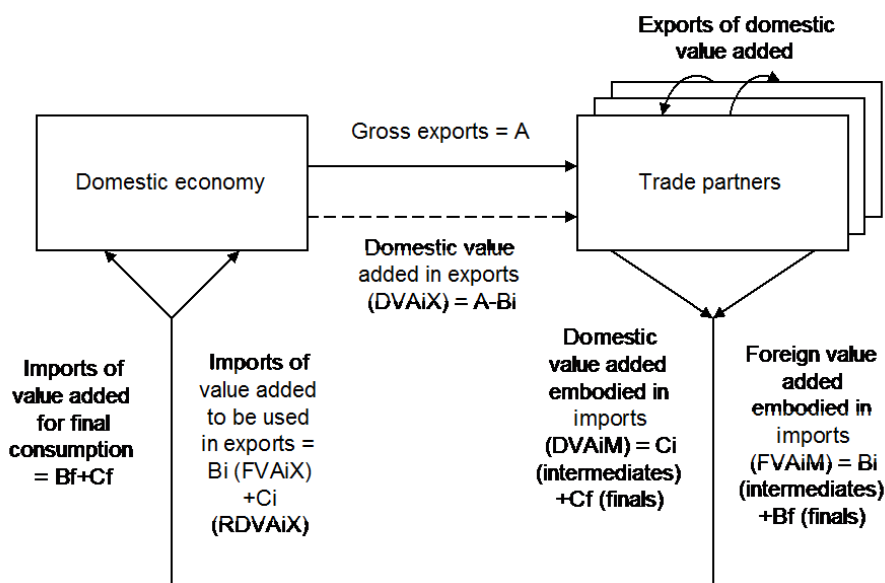 Exports of domestic
value added
Gross exports = A
Domestic economy
Trade partners
Domestic value
added in exports
(DVAiX) = A-Bi
Imports of
value added
for final
consumption
= Bf+Cf
Imports of
value added
to be used
in exports =
Bi (FVAiX)
+Ci
(RDVAiX)
Domestic
value added
embodied in
imports
(DVAiM) = Ci
(intermediates)
+Cf (finals)
Foreign value
added
embodied in
imports
(FVAiM) = Bi
(intermediates)
+Bf (finals)